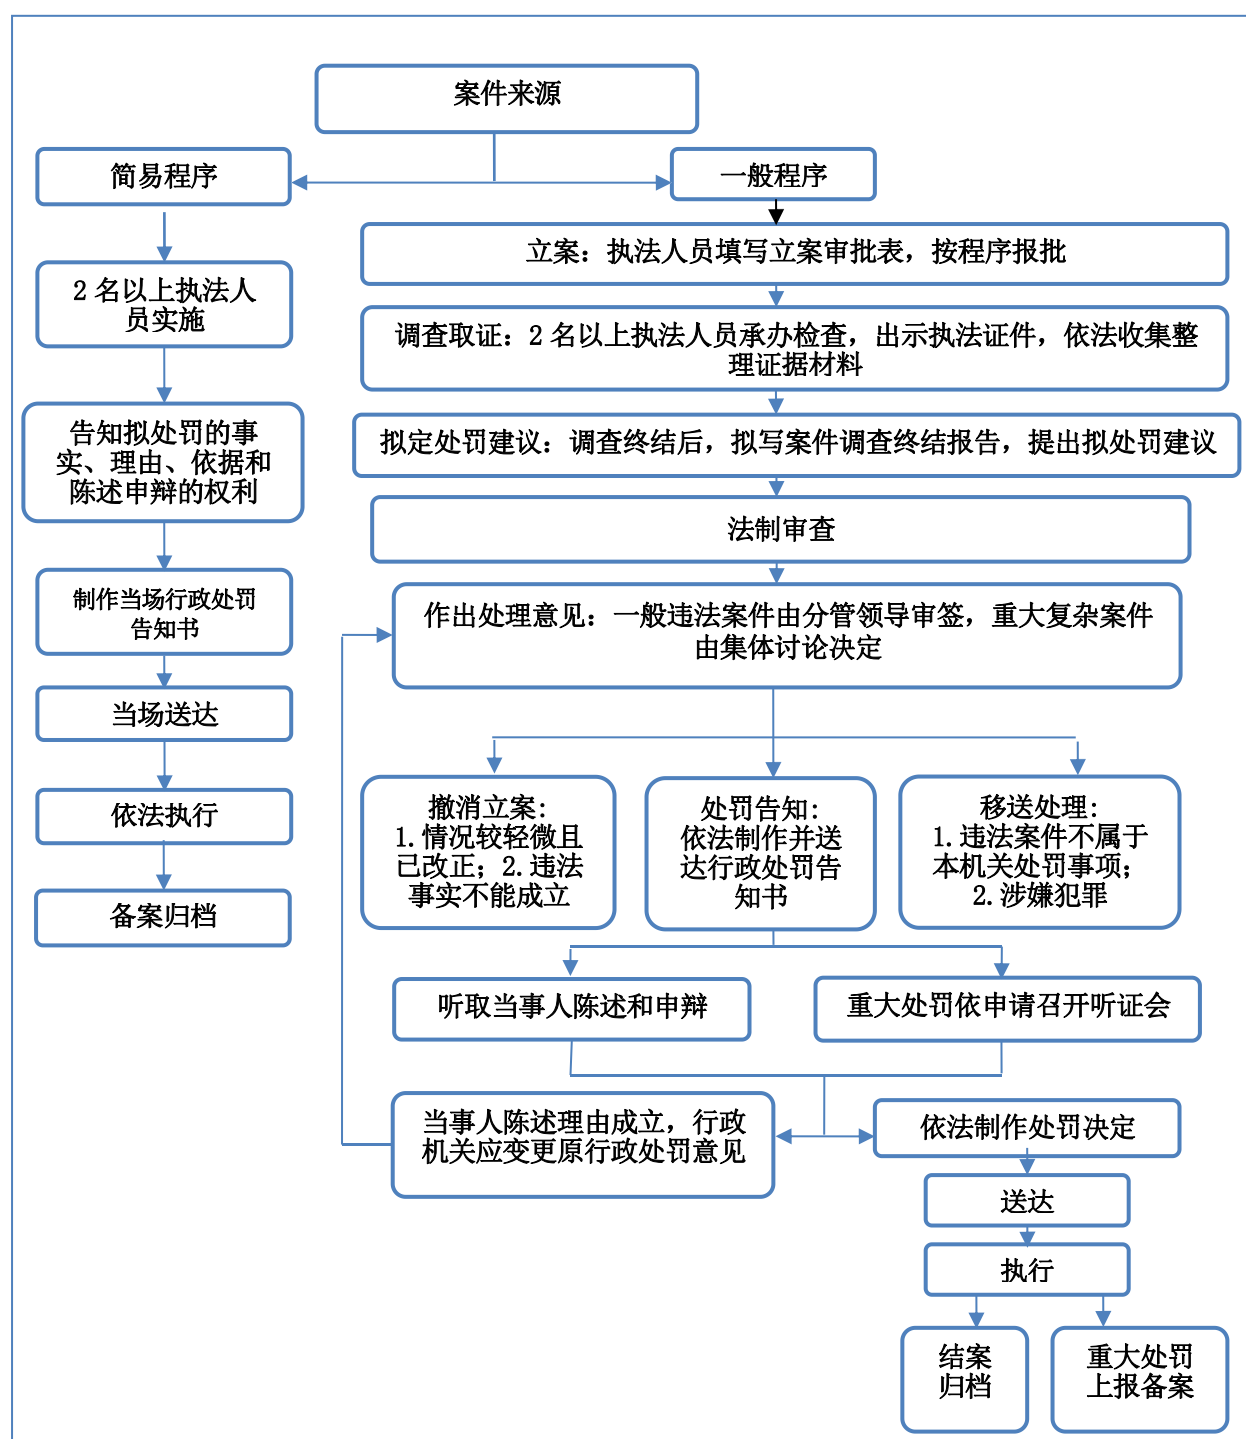 案件来源
简易程序
一般程序
立案：执法人员填写立案审批表，按程序报批
2名以上执法人
员实施
调查取证：2名以上执法人员承办检查，出示执法证件，依法收集整
理证据材料
告知拟处罚的事
实、理由、依据和
陈述申辩的权利
拟定处罚建议：调查终结后，拟写案件调查终结报告，提出拟处罚建议
法制审查
制作当场行政处罚
告知书
作出处理意见：一般违法案件由分管领导审签，重大复杂案件
由集体讨论决定
当场送达
依法执行
备案归档
撤消立案：
1.情况较轻微且
已改正；2.违法
事实不能成立
处罚告知：
依法制作并送
达行政处罚告
知书
移送处理：
1.违法案件不属于
本机关处罚事项；
2.涉嫌犯罪
听取当事人陈述和申辩
重大处罚依申请召开听证会
当事人陈述理由成立，行政
机关应变更原行政处罚意见
依法制作处罚决定
送达
执行
结案
归档
重大处罚
上报备案